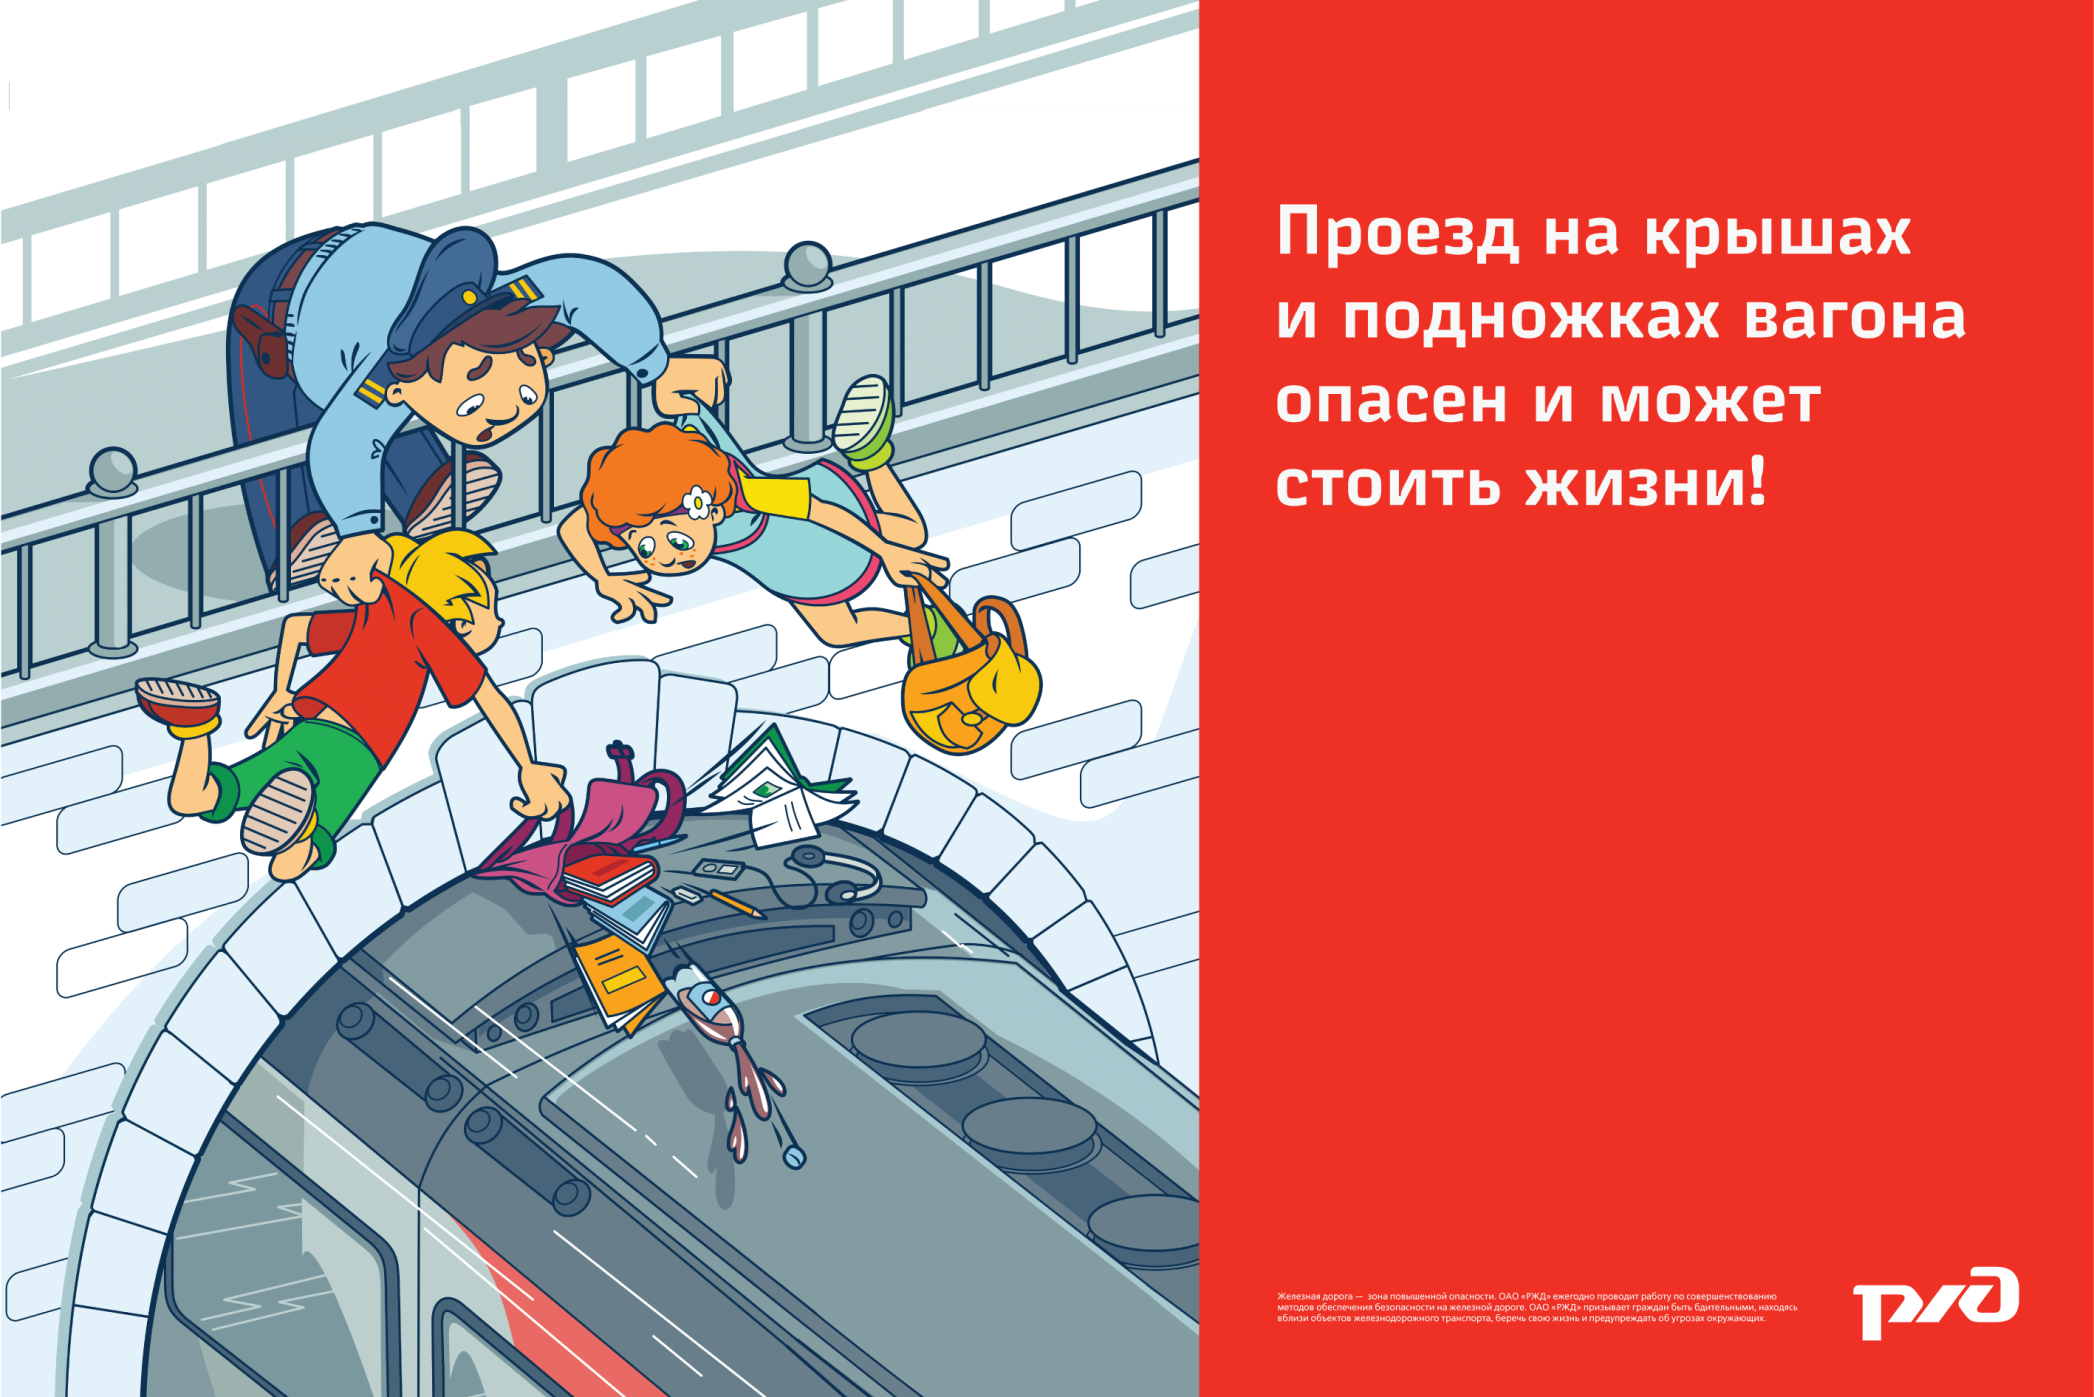 Проезд на крышах
и подножках вагона
опасен и может
стоить жизни!
Железная дорога — зона повышенной опасности. ОАО «РЖД» ежегодно проводит работу по совершенствованию
методов обеспечения безопасности на железной дороге. ОАО «РЖД» призывает граждан быть бдительными, находясь
вблизи объектов железнодорожного транспорта, беречь свою жизнь и предупреждать об угрозах окружающих.
РЖД